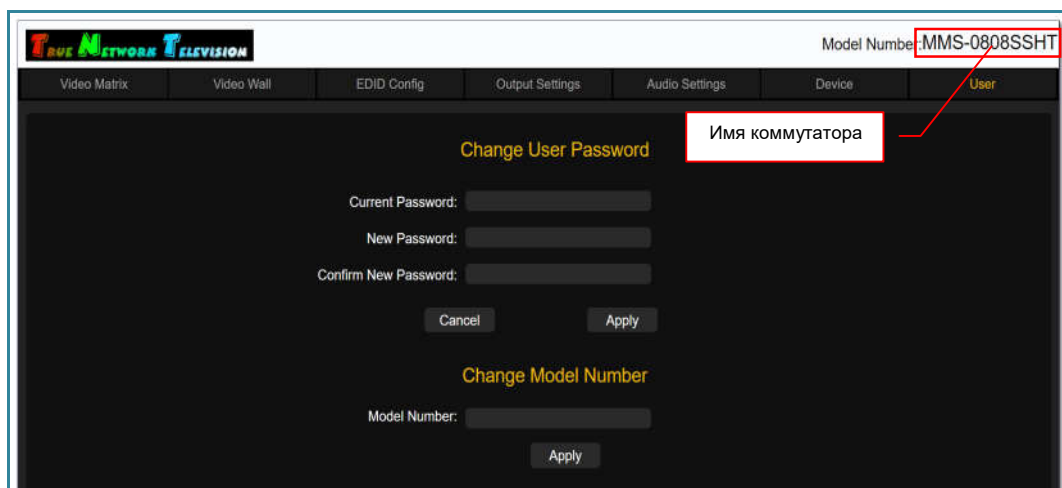 TRUE NETWORK TELEVISION
Model Number:MMS-0808SSHT
Video Matrix
Video Wall
EDID Config
Output Settings
Audio Settings
Device
User
Имя коммутатора
Change User Password
Current Password:
New Password:
Confirm New Password:
Cancel
Apply
Change Model Number
Model Number:
Apply